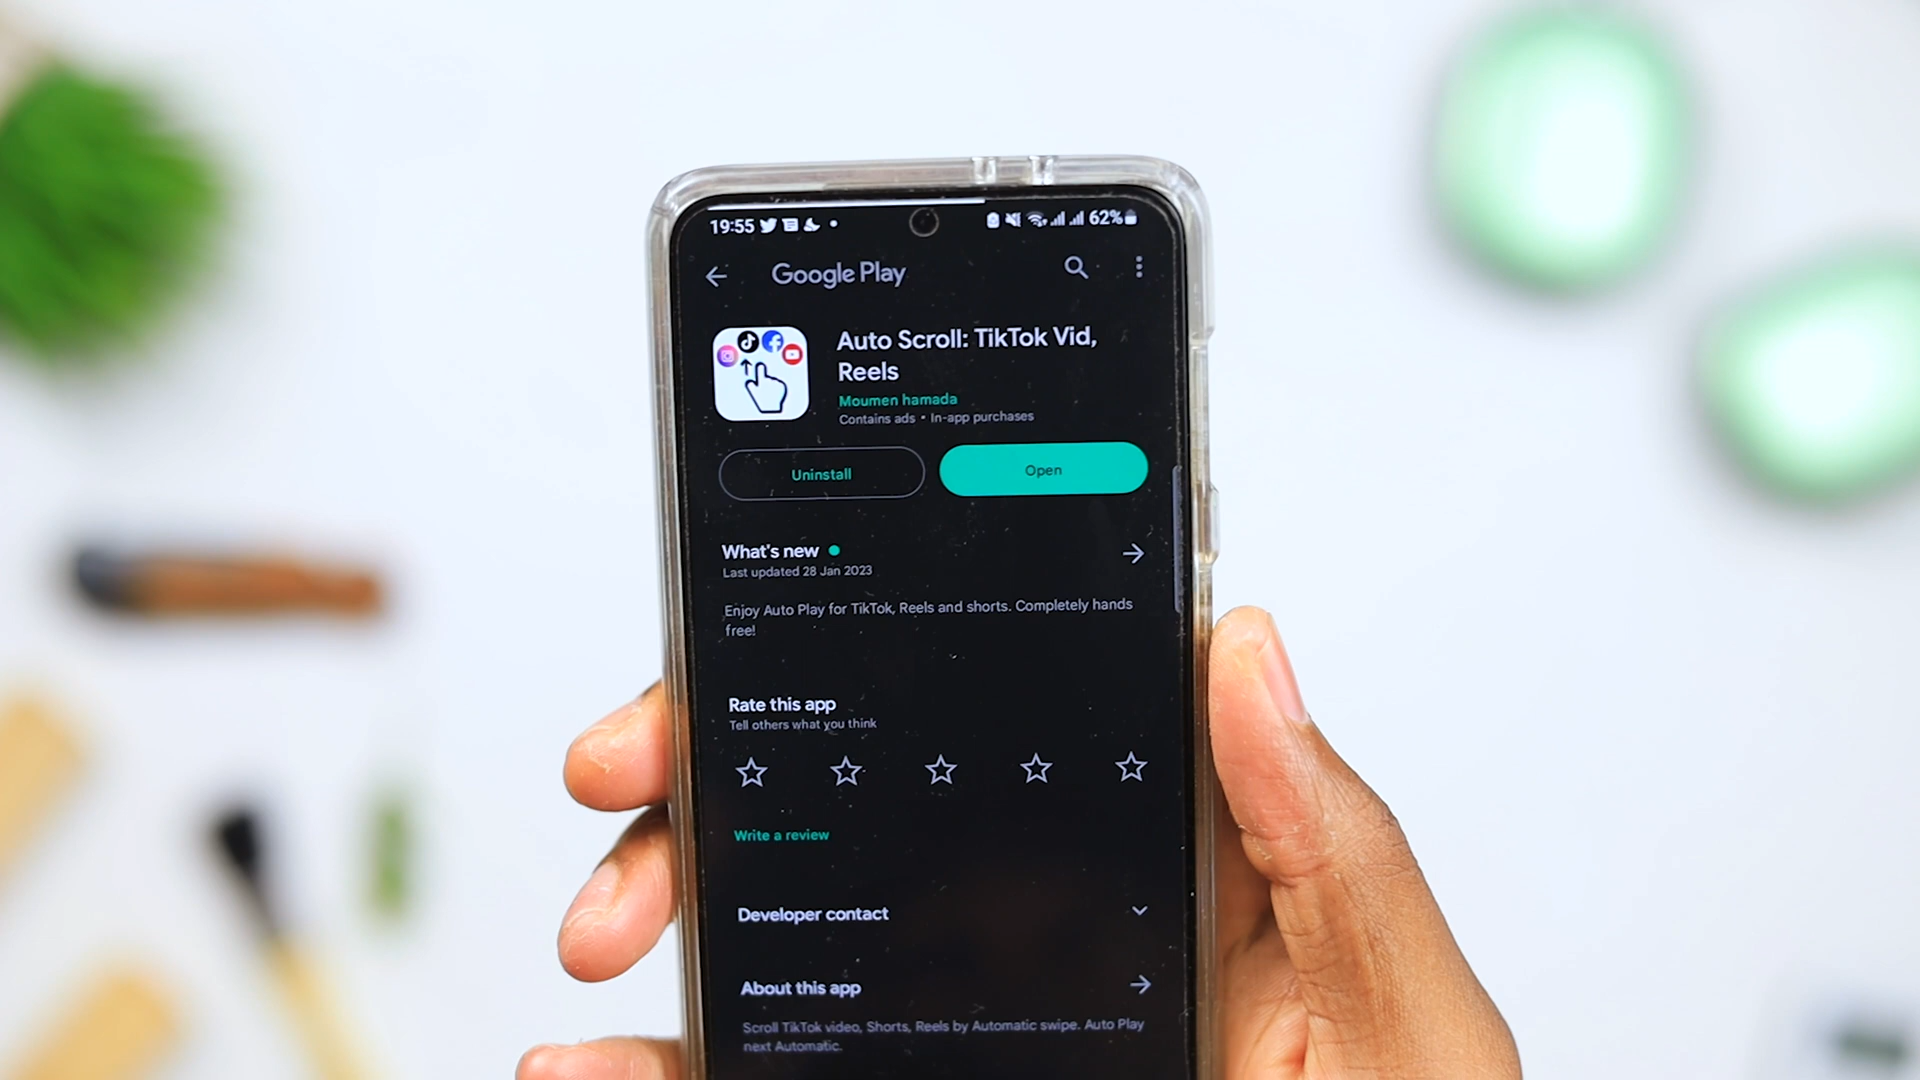 19:55
62%
Google Play
Auto Scroll: TikTok Vid,
Reels
Moumen hamada
Contains ads • In-app purchases
Uninstall
Open
What's new
Last updated 28 Jan 2023
Enjoy Auto Play for TikTok, Reels and shorts. Completely hands
free!
Rate this app
Tell others what you think
Write a review
Developer contact
About this app
Scroll TikTok video, Shorts, Reels by Automatic swipe. Auto Play
next Automatic.